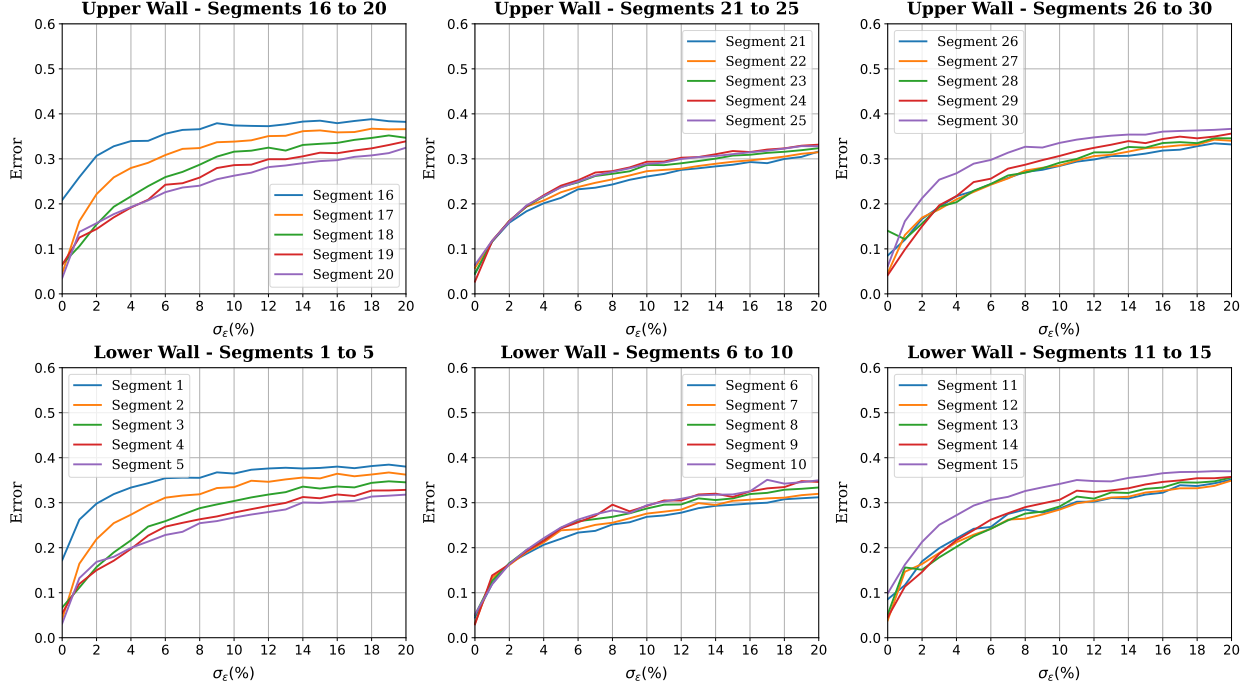 Upper Wall - Segments 16 to 20
0.6
0.5
0.4
0.3
0.2
0.1
0.0
Error
Segment 16
Segment 17
Segment 18
Segment 19
Segment 20
0 2 4 6 8 10 12 14 16 18 20
σε(%)
Upper Wall - Segments 21 to 25
0.6
0.5
0.4
0.3
0.2
0.1
0.0
Error
Segment 21
Segment 22
Segment 23
Segment 24
Segment 25
0 2 4 6 8 10 12 14 16 18 20
σε(%)
Upper Wall - Segments 26 to 30
0.6
0.5
0.4
0.3
0.2
0.1
0.0
Error
Segment 26
Segment 27
Segment 28
Segment 29
Segment 30
0 2 4 6 8 10 12 14 16 18 20
σε(%)
Lower Wall - Segments 1 to 5
0.6
0.5
0.4
0.3
0.2
0.1
0.0
Error
Segment 1
Segment 2
Segment 3
Segment 4
Segment 5
0 2 4 6 8 10 12 14 16 18 20
σε(%)
Lower Wall - Segments 6 to 10
0.6
0.5
0.4
0.3
0.2
0.1
0.0
Error
Segment 6
Segment 7
Segment 8
Segment 9
Segment 10
0 2 4 6 8 10 12 14 16 18 20
σε(%)
Lower Wall - Segments 11 to 15
0.6
0.5
0.4
0.3
0.2
0.1
0.0
Error
Segment 11
Segment 12
Segment 13
Segment 14
Segment 15
0 2 4 6 8 10 12 14 16 18 20
σε(%)